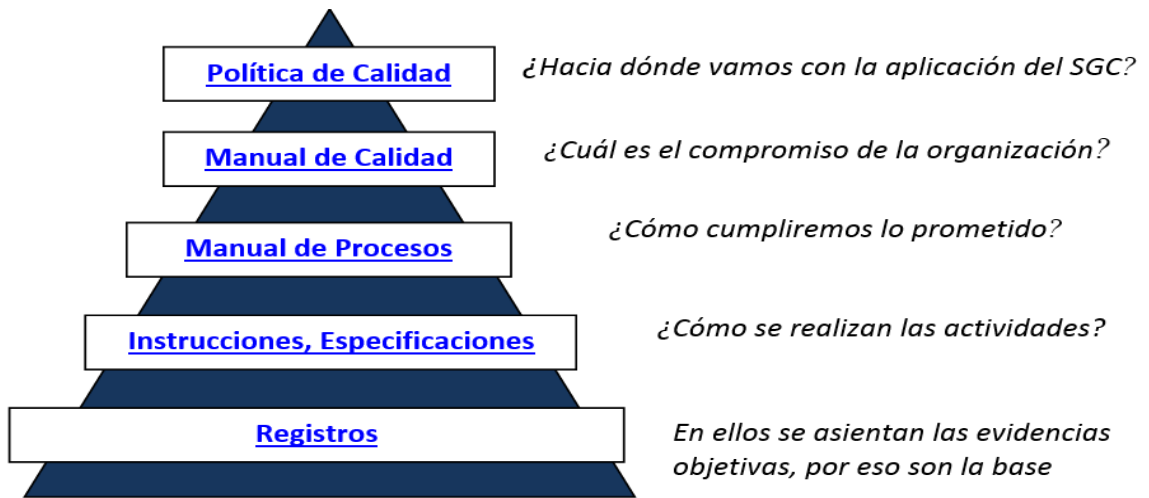 Política de Calidad
¿Hacia dónde vamos con la aplicación del SGC?
Manual de Calidad
¿Cuál es el compromiso de la organización?
Manual de Procesos
¿Cómo cumpliremos lo prometido?
Instrucciones, Especificaciones
¿Cómo se realizan las actividades?
Registros
En ellos se asientan las evidencias
objetivas, por eso son la base